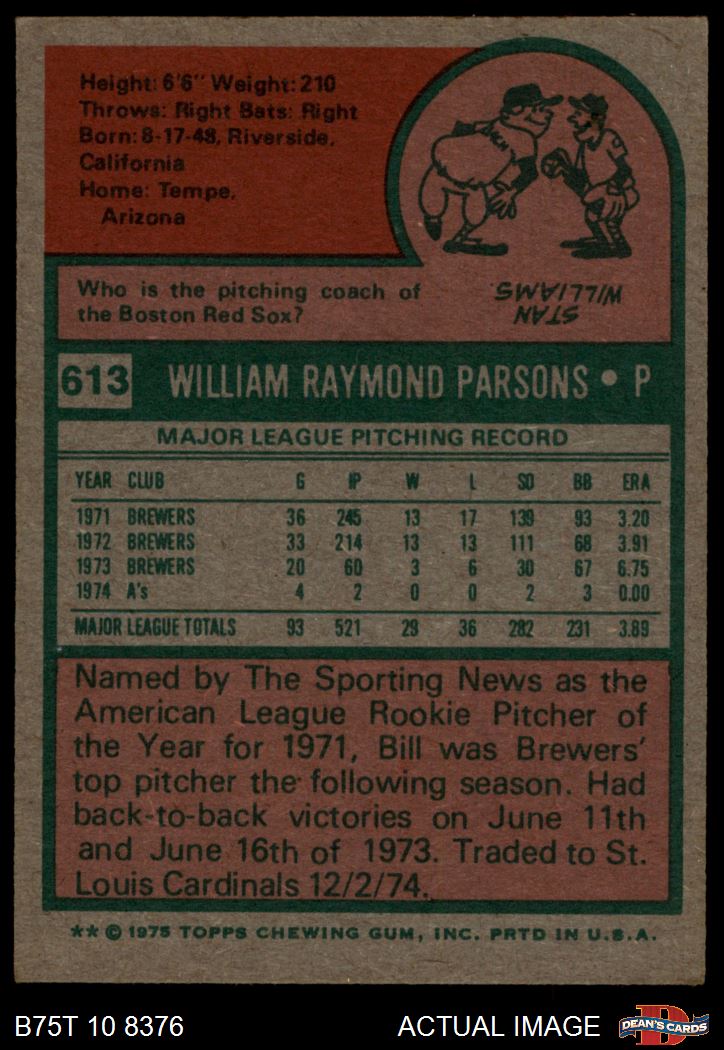 Height: 6'6" Weight: 210
Throws: Right Bats: Right
Born: 8-17-48, Riverside,
California
Home: Tempe,
Arizona
Who is the pitching coach of
the Boston Red Sox?
STAN
WILLIAMS
613 WILLIAM RAYMOND PARSONS • P
MAJOR LEAGUE PITCHING RECORD
YEAR CLUB G IP W L SO BB ERA
1971 BREWERS 36 245 13 17 139 93 3.20
1972 BREWERS 33 214 13 13 111 68 3.91
1973 BREWERS 20 60 3 6 30 67 6.75
1974 A's 4 2 0 0 2 3 0.00
MAJOR LEAGUE TOTALS 93 521 29 36 282 231 3.89
Named by The Sporting News as the
American League Rookie Pitcher of
the Year for 1971, Bill was Brewers'
top pitcher the following season. Had
back-to-back victories on June 11th
and June 16th of 1973. Traded to St.
Louis Cardinals 12/2/74.
** © 1975 TOPPS CHEWING GUM, INC. PRTD IN U.S.A.
B75T 10 8376 ACTUAL IMAGE DEAN'S CARDS